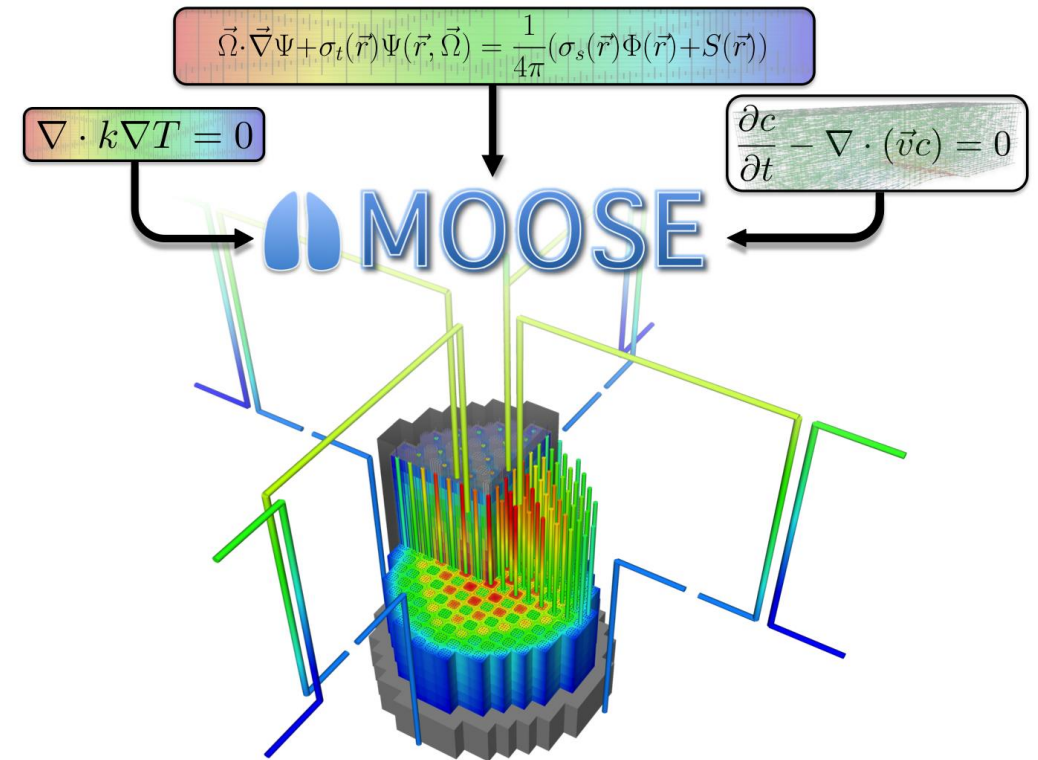 $\vec{\Omega}\cdot\vec{\nabla}\Psi+\sigma_t(\vec{r})\Psi(\vec{r},\vec{\Omega})=\frac{1}{4\pi}(\sigma_s(\vec{r})\Phi(\vec{r})+S(\vec{r}))$
$\nabla\cdot k\nabla T=0$
$\frac{\partial c}{\partial t}-\nabla\cdot(\vec{v}c)=0$
MOOSE